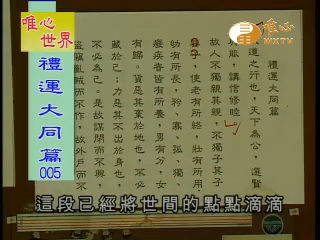 唯心
世界
禮運大同篇
005
唯心
WXTV
禮運大同篇
大道之行也,天下為公,選賢
與能,講信修睦
故人不獨親其親,不獨子其子
使老有所終,壯有所用
幼有所長,矜、寡、孤、獨、
廢疾者皆有所養,男有分,女
有歸。貨惡其棄於地也,不必
藏於己;力惡其不出於身也,
不必為己。是故謀閉而不興,
盜竊亂賊而不作,故外戶而不
這段已經將世間的點點滴滴